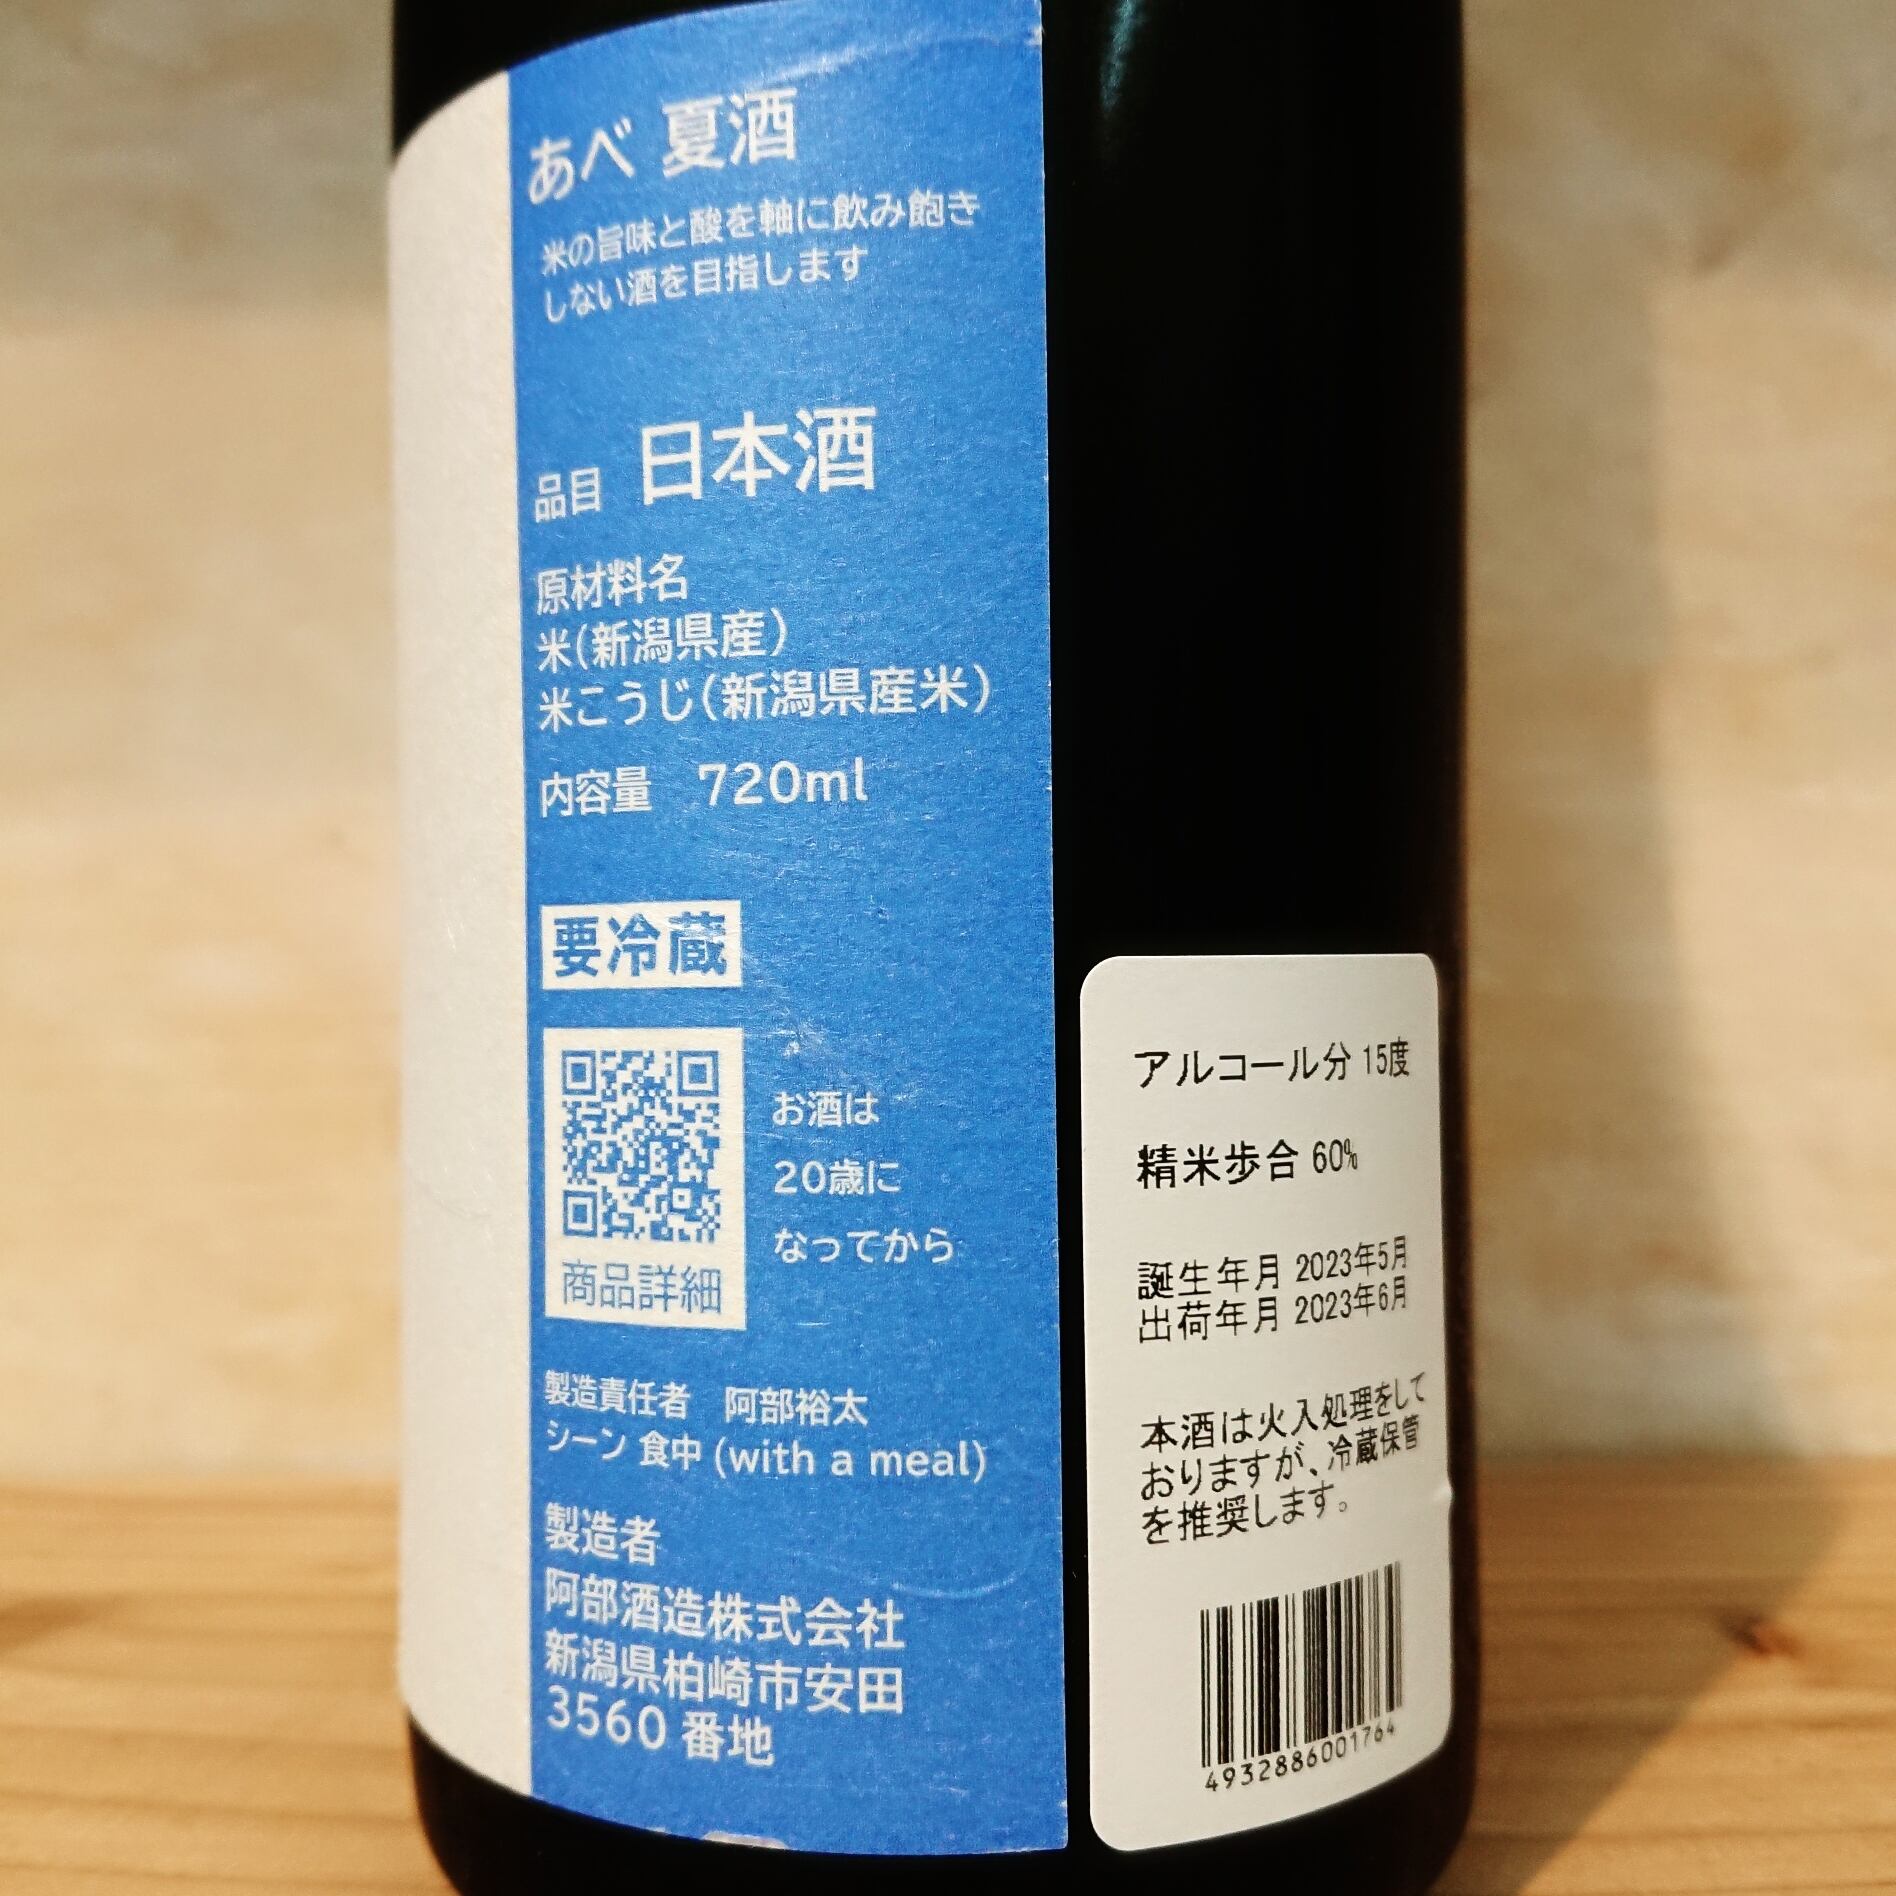 あべ 夏酒
米の旨味と酸を軸に飲み飽き
しない酒を目指します
品目 日本酒
原材料名
米(新潟県産)
米こうじ(新潟県産米)
内容量 720ml
要冷蔵
お酒は
20歳に
なってから
商品詳細
製造責任者 阿部裕太
シーン 食中 (with a meal)
製造者
阿部酒造株式会社
新潟県柏崎市安田
3560 番地
アルコール分 15度
精米歩合 60%
誕生年月 2023年5月
出荷年月 2023年6月
本酒は火入処理をして
おりますが、冷蔵保管
を推奨します。
4932886001764